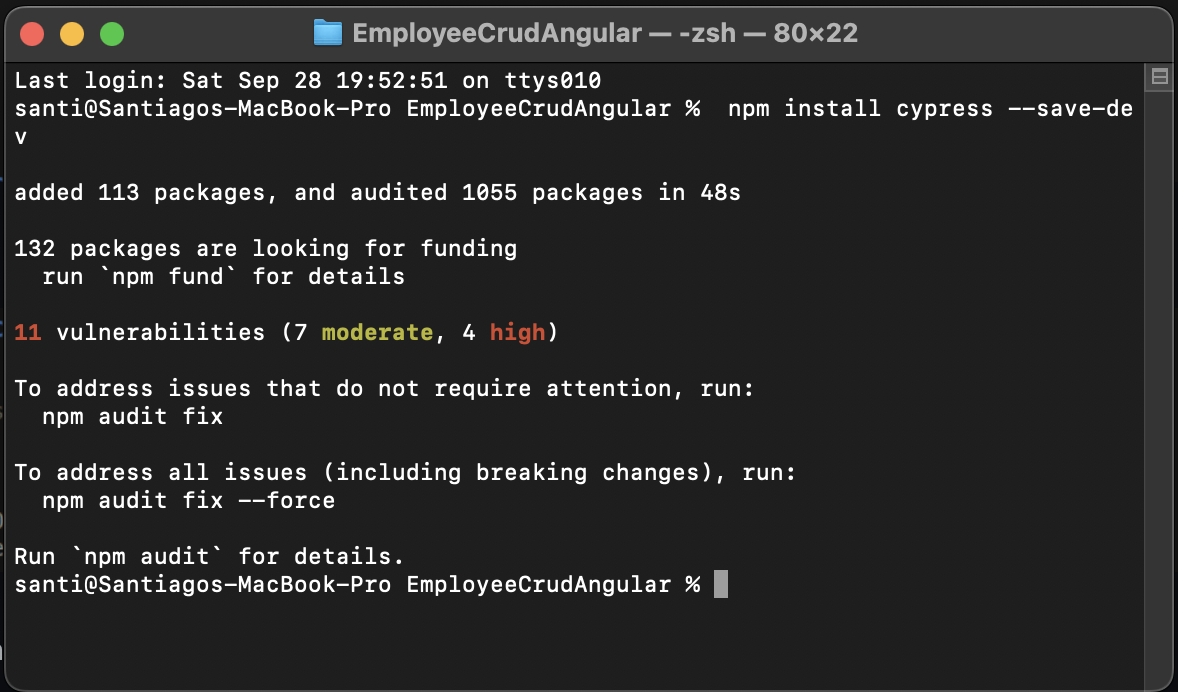 EmployeeCrudAngular — -zsh — 80×22
Last login: Sat Sep 28 19:52:51 on ttys010
santi@Santiagos-MacBook-Pro EmployeeCrudAngular %  npm install cypress --save-de
v
added 113 packages, and audited 1055 packages in 48s
132 packages are looking for funding
  run `npm fund` for details
11 vulnerabilities (7 moderate, 4 high)
To address issues that do not require attention, run:
  npm audit fix
To address all issues (including breaking changes), run:
  npm audit fix --force
Run `npm audit` for details.
santi@Santiagos-MacBook-Pro EmployeeCrudAngular %